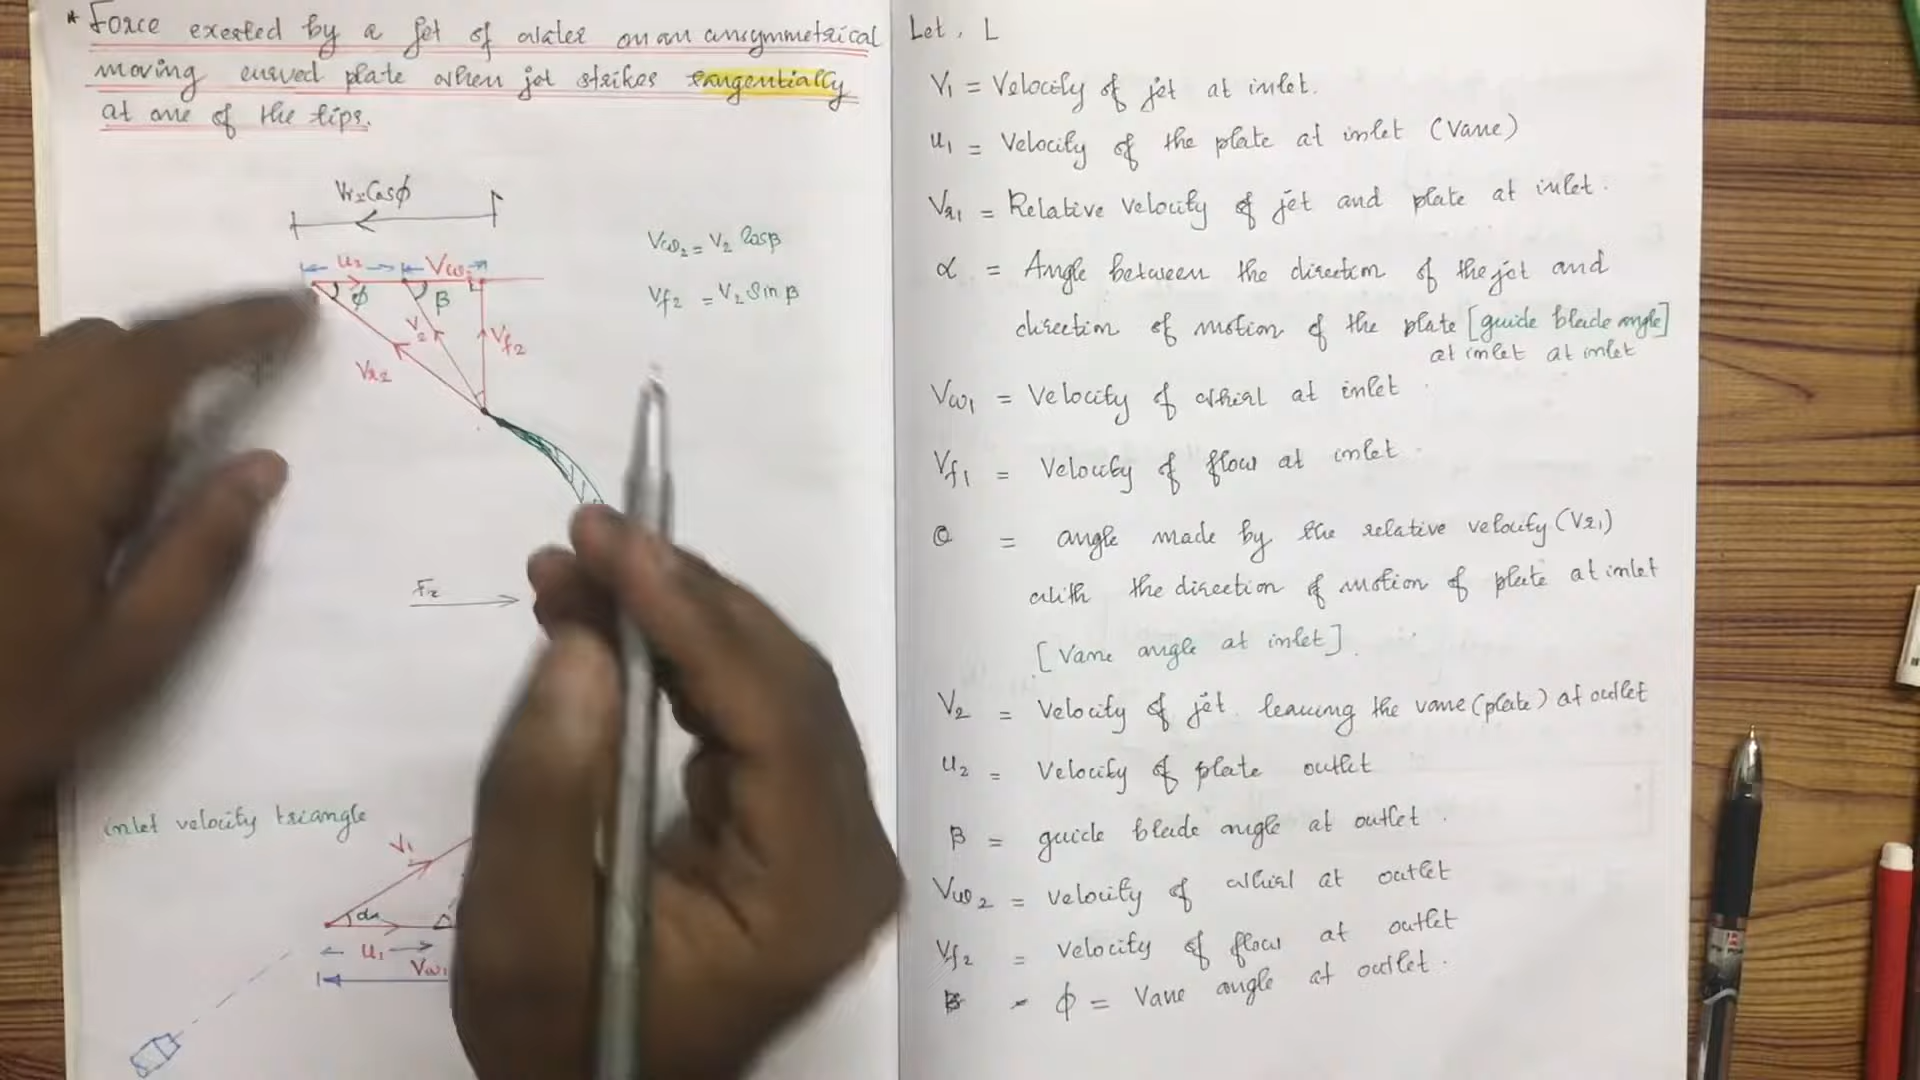 * Force exerted by a jet of water on an unsymmetrical
moving curved plate when jet strikes tangentially
at one of the tips.
Vr2 Cosϕ
u2 Vw2
ϕ β
V2
Vf2
Vr2
Vw2 = V2 Cosβ
Vf2 = V2 Sinβ
Fx
inlet velocity triangle
V1
α
u1
Vw1
Let, L
V1 = Velocity of jet at inlet.
u1 = Velocity of the plate at inlet (Vane)
Vr1 = Relative Velocity of jet and plate at inlet.
α = Angle between the direction of the jet and
direction of motion of the plate [guide blade angle]
at inlet at inlet
Vw1 = Velocity of whirl at inlet
Vf1 = Velocity of flow at inlet
θ = angle made by the relative velocity (Vr1)
with the direction of motion of plate at inlet
[Vane angle at inlet].
V2 = Velocity of jet leaving the vane (plate) at outlet
u2 = Velocity of plate outlet
β = guide blade angle at outlet.
Vw2 = velocity of whirl at outlet
Vf2 = velocity of flow at outlet
- ϕ = Vane angle at outlet.